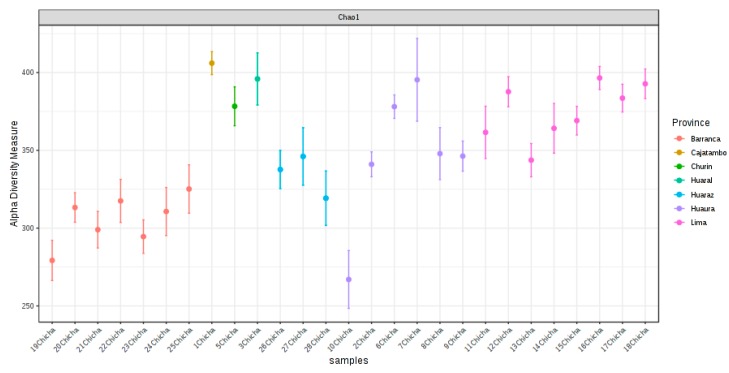 Chao1
Alpha Diversity Measure
400
350
300
250
19Chicha
20Chicha
21Chicha
22Chicha
23Chicha
24Chicha
25Chicha
1Chicha
5Chicha
3Chicha
26Chicha
27Chicha
28Chicha
10Chicha
2Chicha
6Chicha
7Chicha
8Chicha
9Chicha
11Chicha
12Chicha
13Chicha
14Chicha
15Chicha
16Chicha
17Chicha
18Chicha
samples
Province
Barranca
Cajatambo
Churin
Huaral
Huaraz
Huaura
Lima